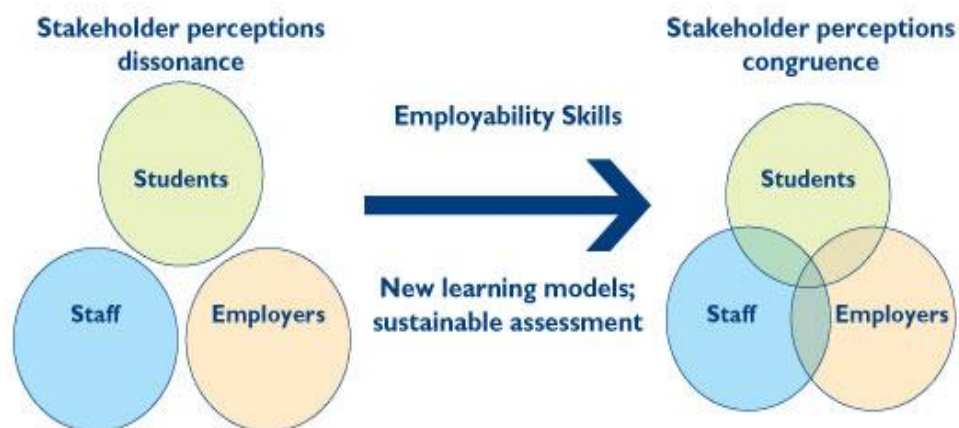 Stakeholder perceptions
dissonance
Students
Staff
Employers
Employability Skills
New learning models;
sustainable assessment
Stakeholder perceptions
congruence
Students
Staff
Employers